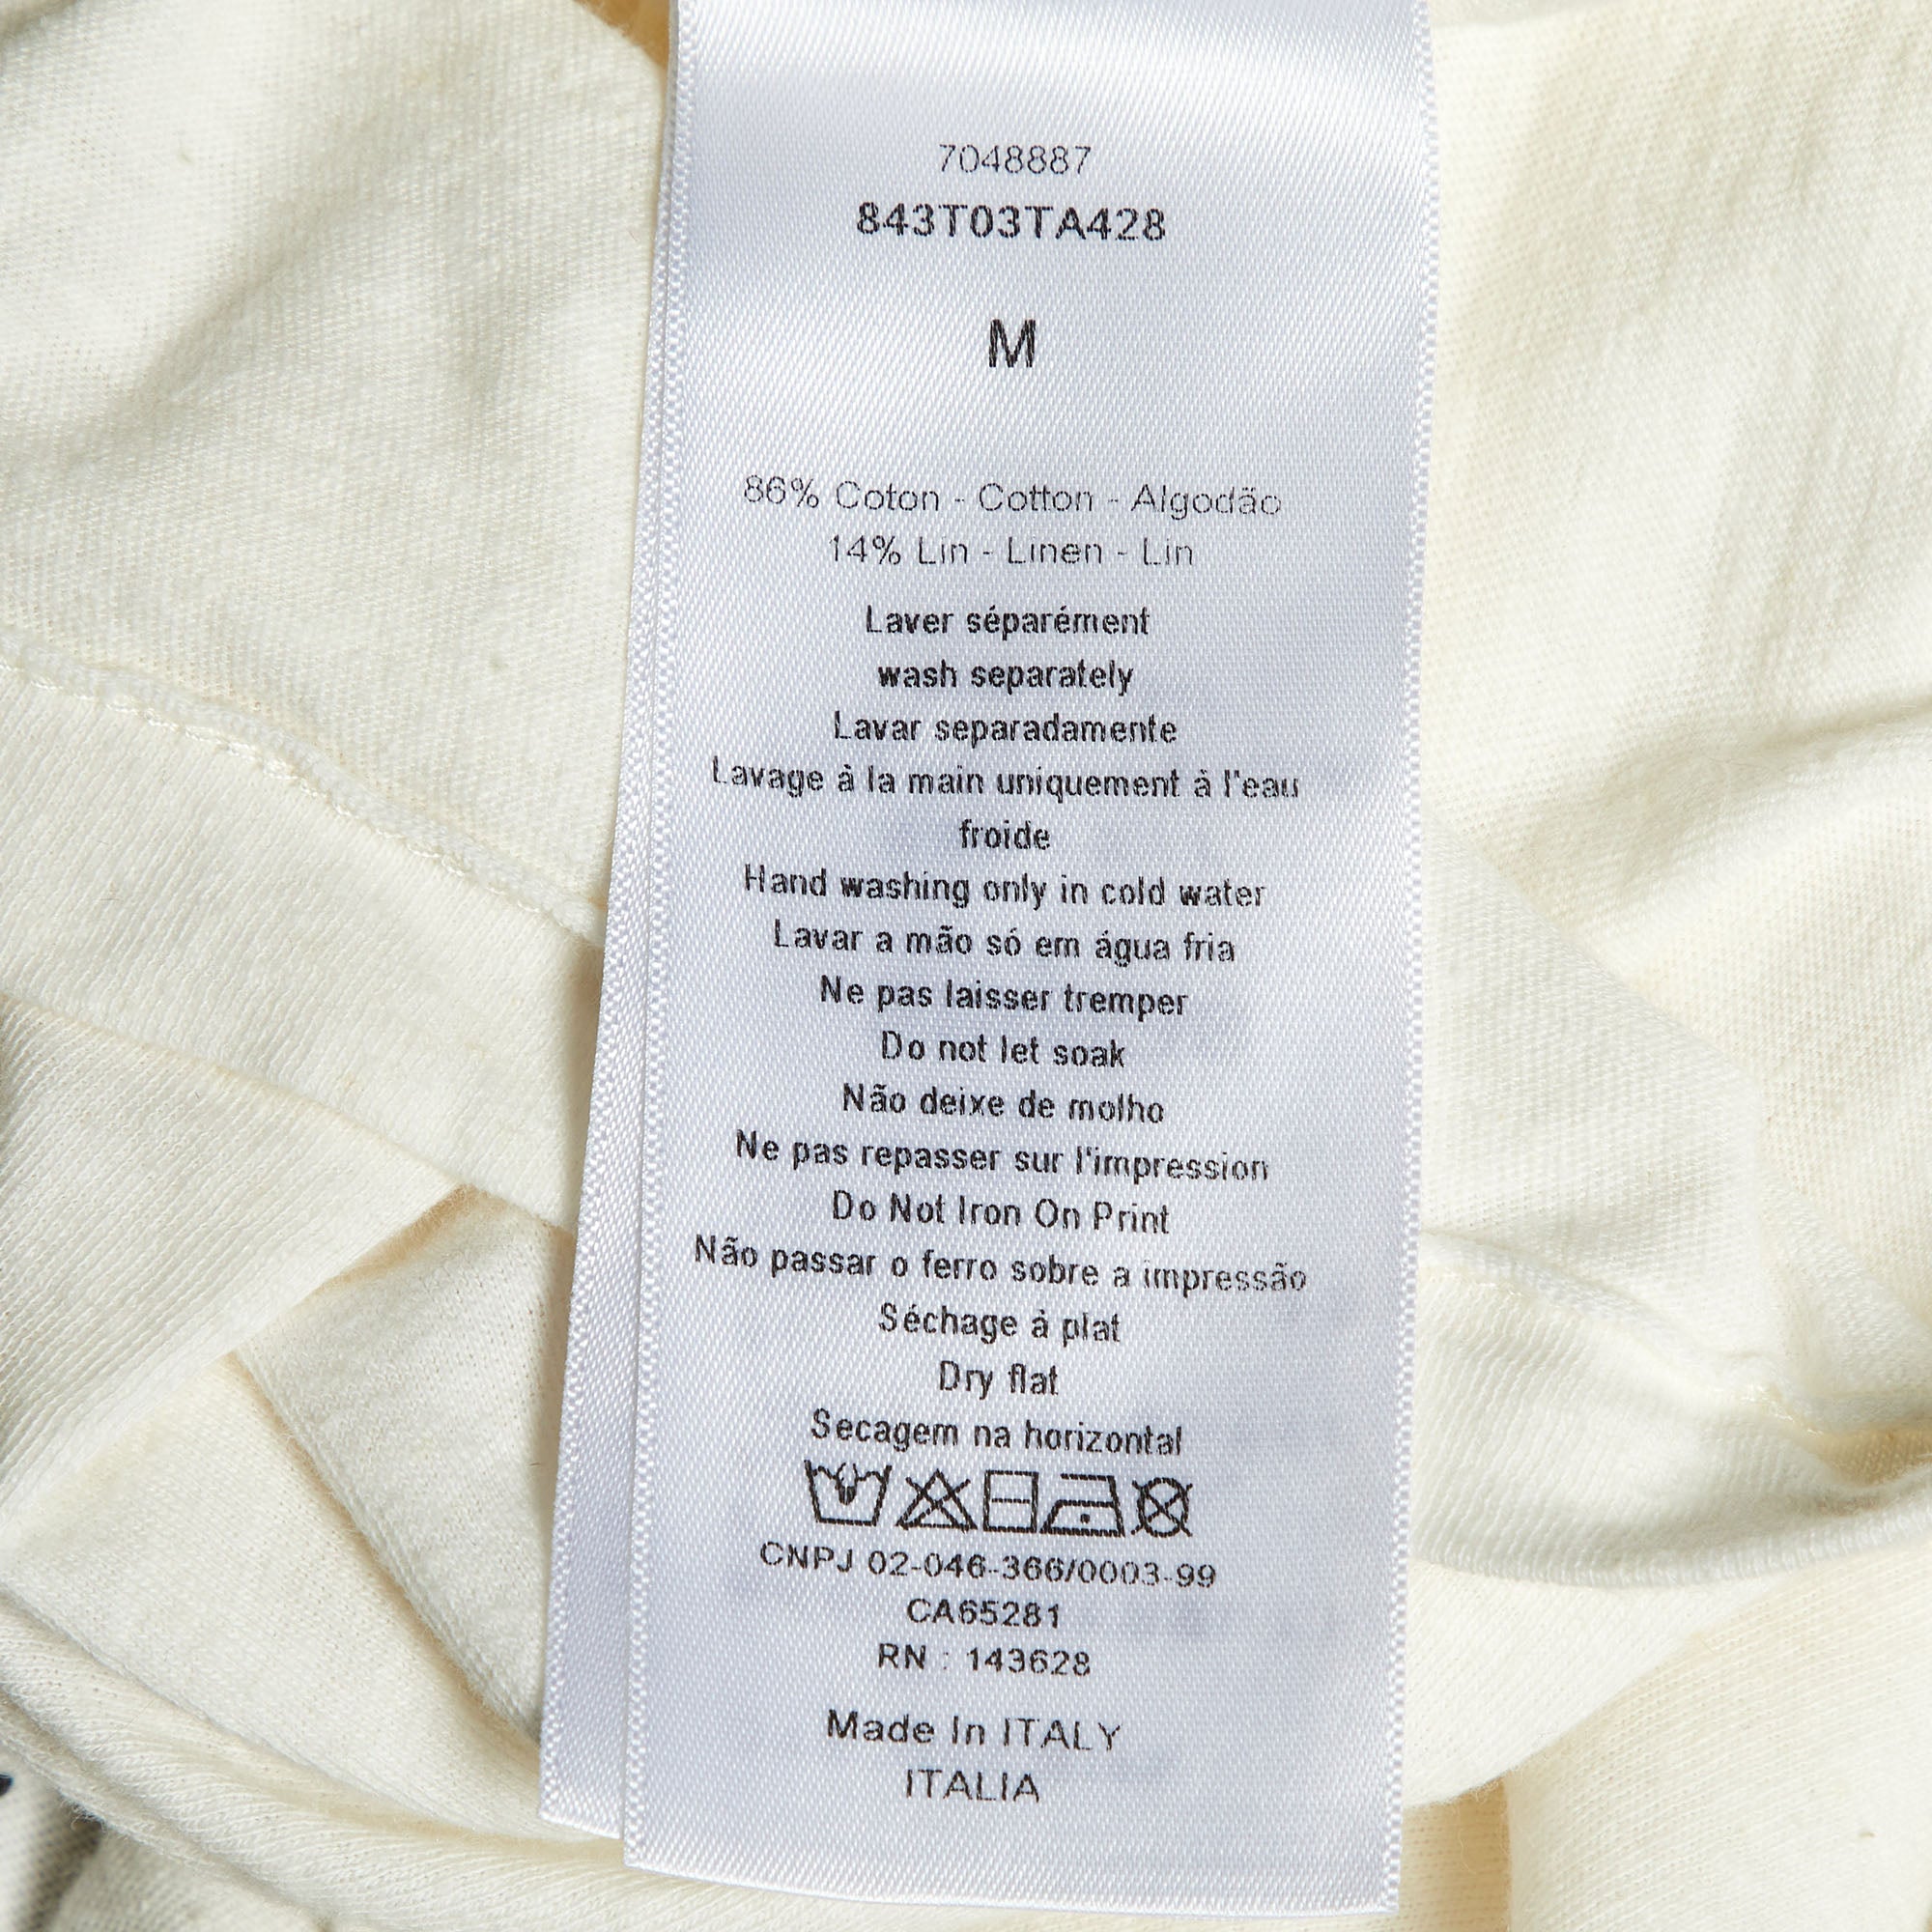 7048887
843T03TA428
M
86% Coton - Cotton - Algodão
14% Lin - Linen - Lin
Laver séparément
wash separately
Lavar separadamente
Lavage à la main uniquement à l'eau
froide
Hand washing only in cold water
Lavar a mão só em água fria
Ne pas laisser tremper
Do not let soak
Não deixe de molho
Ne pas repasser sur l'impression
Do Not Iron On Print
Não passar o ferro sobre a impressão
Séchage à plat
Dry flat
Secagem na horizontal
CNPJ 02-046-366/0003-99
CA65281
RN : 143628
Made In ITALY
ITALIA